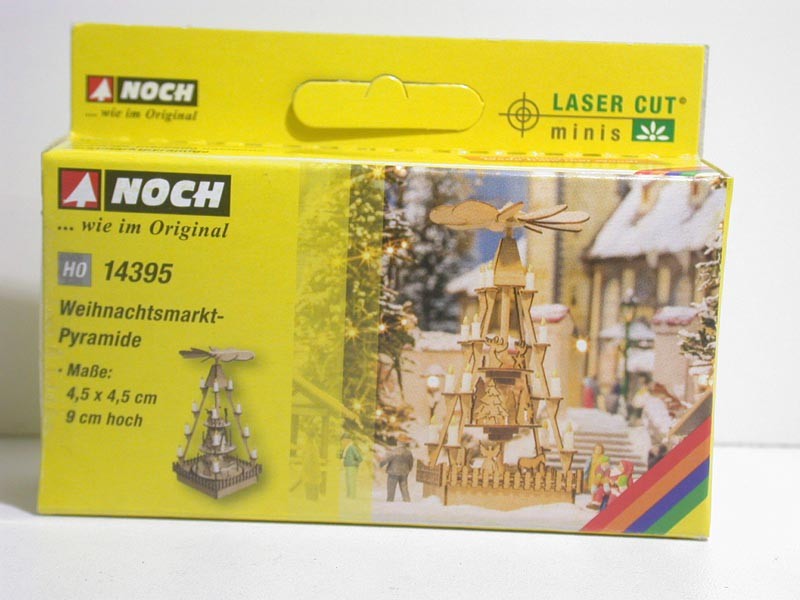 NOCH
.... wie im Original
LASER CUT®
minis
NOCH
... wie im Original
H0 14395
Weihnachtsmarkt-
Pyramide
• Maße:
4,5 x 4,5 cm
9 cm hoch